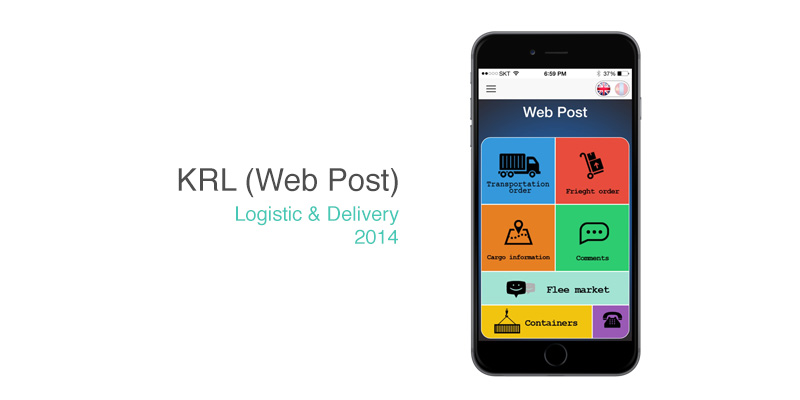 KRL (Web Post)
Logistic & Delivery
2014
SKT 6:59 PM 37%
Web Post
Transportation
order
Frieght order
Cargo information
Comments
Flee market
Containers